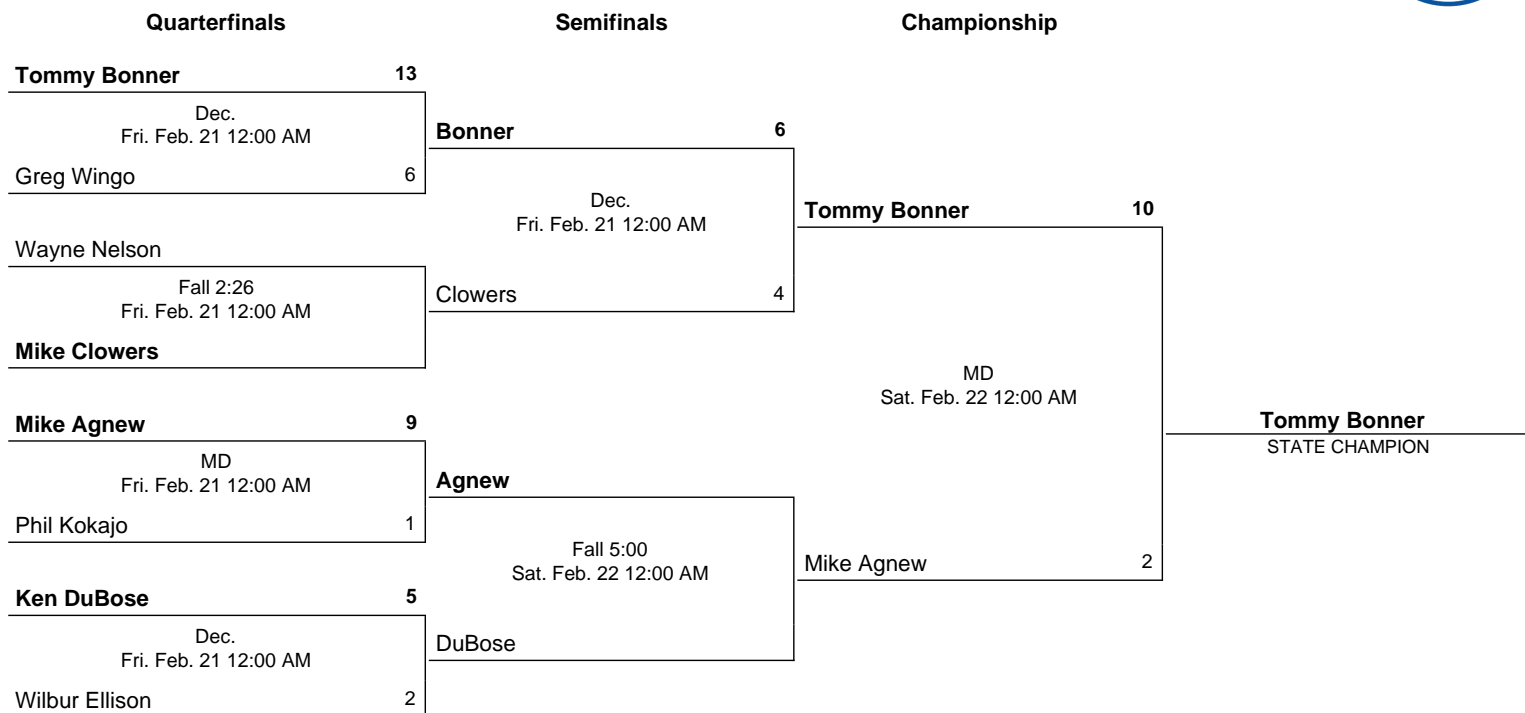 Quarterfinals
Semifinals
Championship
Tommy Bonner 13
Dec.
Fri. Feb. 21 12:00 AM
Greg Wingo 6
Wayne Nelson
Fall 2:26
Fri. Feb. 21 12:00 AM
Mike Clowers
Mike Agnew 9
MD
Fri. Feb. 21 12:00 AM
Phil Kokajo 1
Ken DuBose 5
Dec.
Fri. Feb. 21 12:00 AM
Wilbur Ellison 2
Bonner 6
Dec.
Fri. Feb. 21 12:00 AM
Clowers 4
Agnew
Fall 5:00
Sat. Feb. 22 12:00 AM
DuBose
Tommy Bonner 10
MD
Sat. Feb. 22 12:00 AM
Mike Agnew 2
Tommy Bonner
STATE CHAMPION